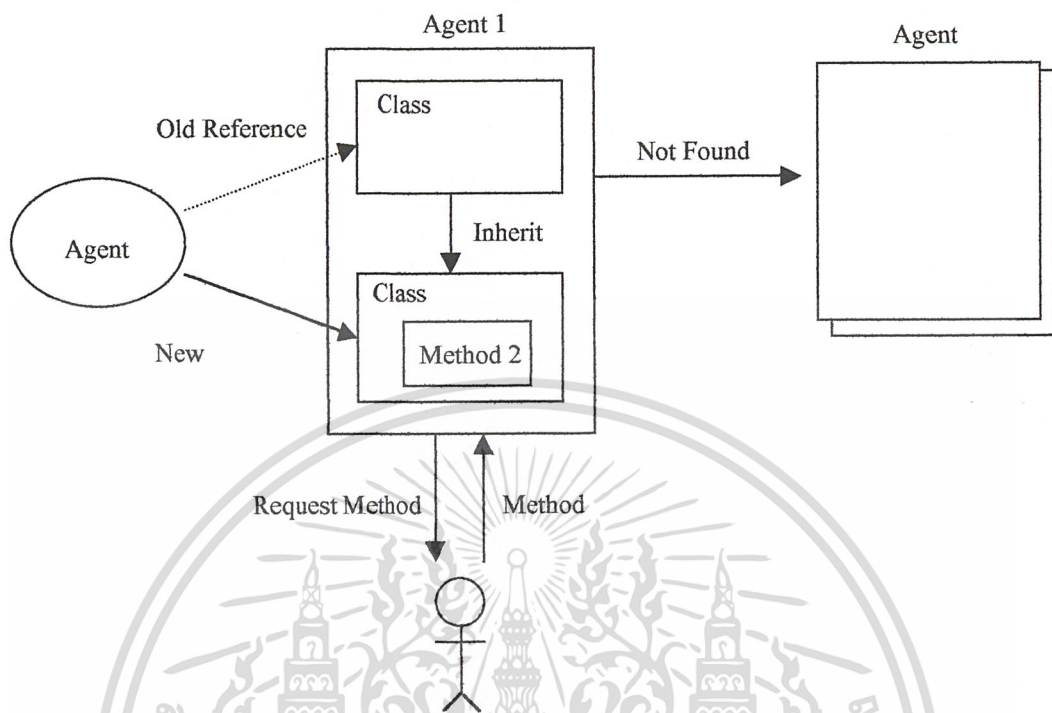 Agent 1
Agent
Class
Old Reference
Not Found
Agent
Inherit
Class
New
Method 2
Request Method
Method